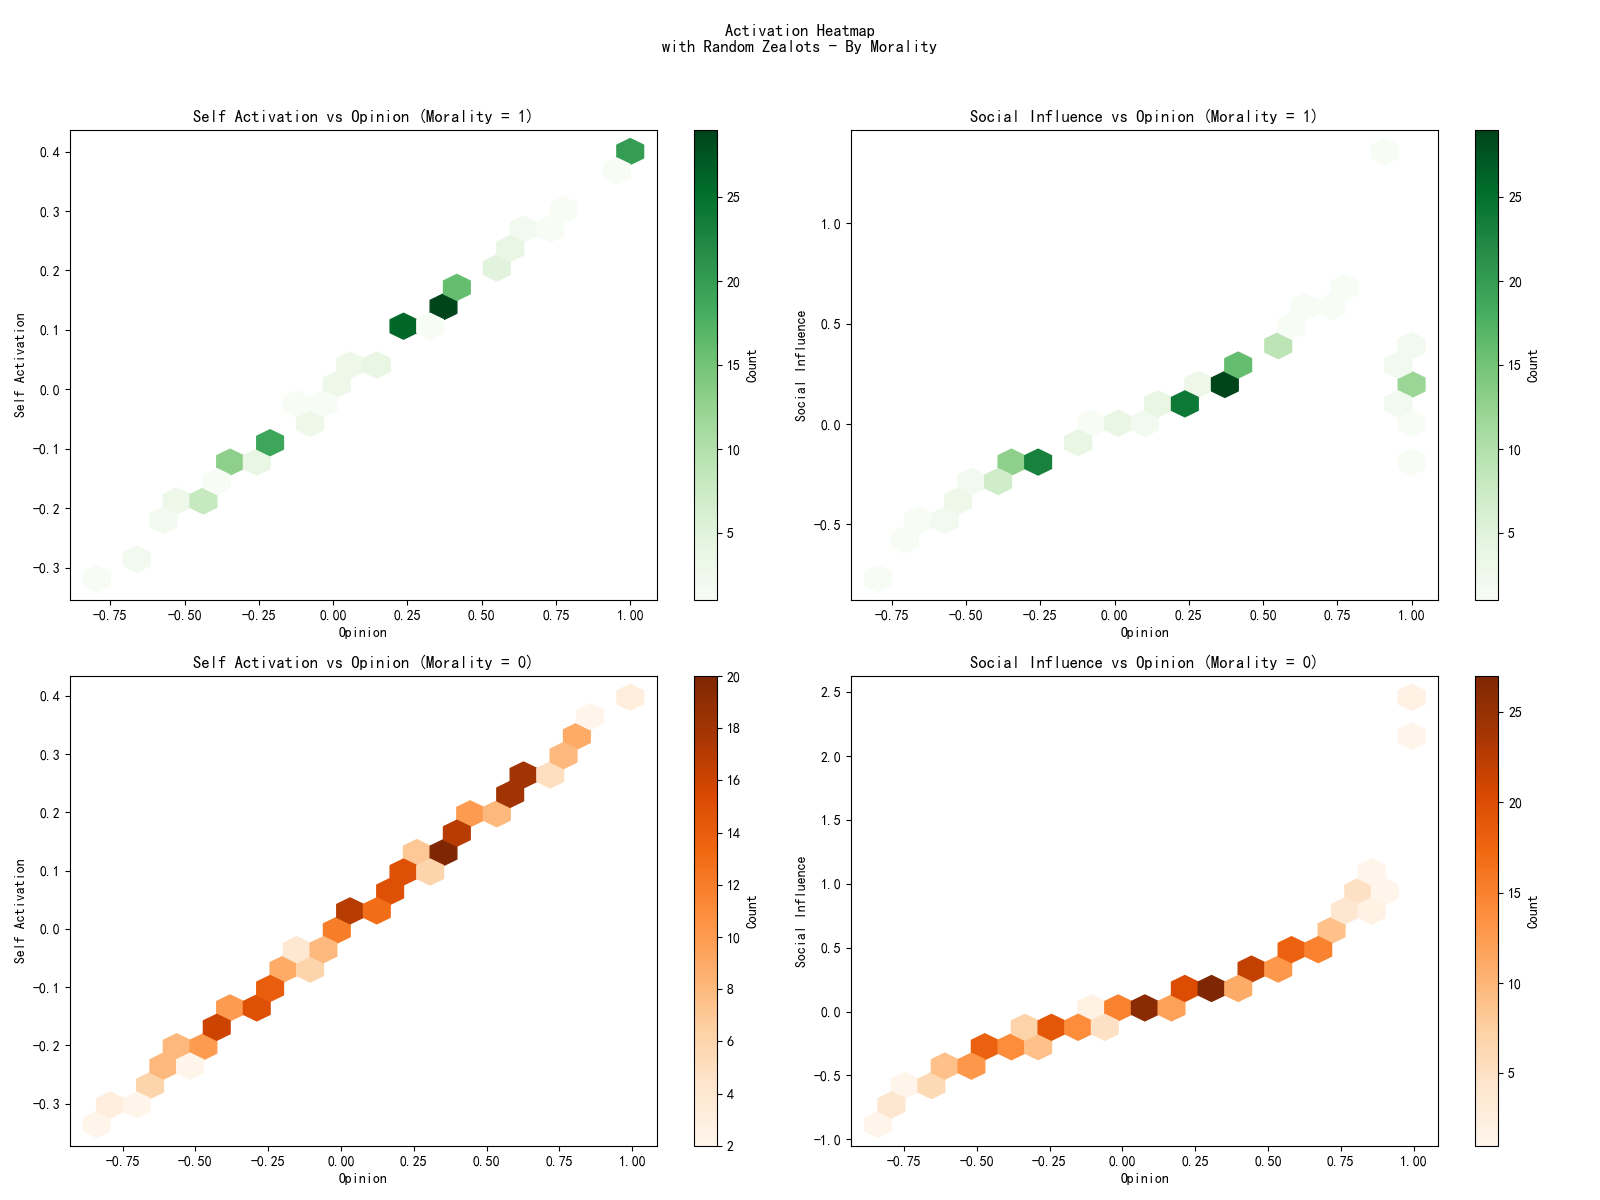 Activation Heatmap
with Random Zealots - By Morality
Self Activation vs Opinion (Morality = 1)
Self Activation
0.4
0.3
0.2
0.1
0.0
−0.1
−0.2
−0.3
−0.75 −0.50 −0.25 0.00 0.25 0.50 0.75 1.00
Opinion
25
20
15
10
5
Count
Social Influence vs Opinion (Morality = 1)
Social Influence
1.0
0.5
0.0
−0.5
−0.75 −0.50 −0.25 0.00 0.25 0.50 0.75 1.00
Opinion
25
20
15
10
5
Count
Self Activation vs Opinion (Morality = 0)
Self Activation
0.4
0.3
0.2
0.1
0.0
−0.1
−0.2
−0.3
−0.75 −0.50 −0.25 0.00 0.25 0.50 0.75 1.00
Opinion
20
18
16
14
12
10
8
6
4
2
Count
Social Influence vs Opinion (Morality = 0)
Social Influence
2.5
2.0
1.5
1.0
0.5
0.0
−0.5
−1.0
−0.75 −0.50 −0.25 0.00 0.25 0.50 0.75 1.00
Opinion
25
20
15
10
5
Count